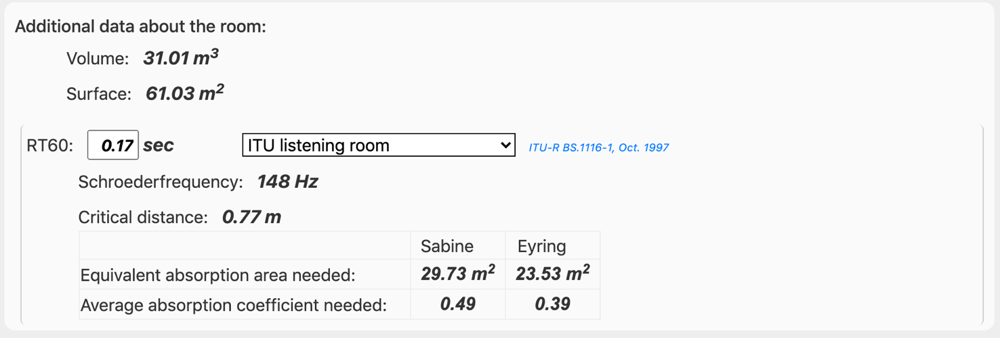 Additional data about the room:
Volume: 31.01 m³
Surface: 61.03 m²
RT60: 0.17 sec ITU listening room ITU-R BS.1116-1, Oct. 1997
Schroederfrequency: 148 Hz
Critical distance: 0.77 m
Sabine Eyring
Equivalent absorption area needed: 29.73 m² 23.53 m²
Average absorption coefficient needed: 0.49 0.39